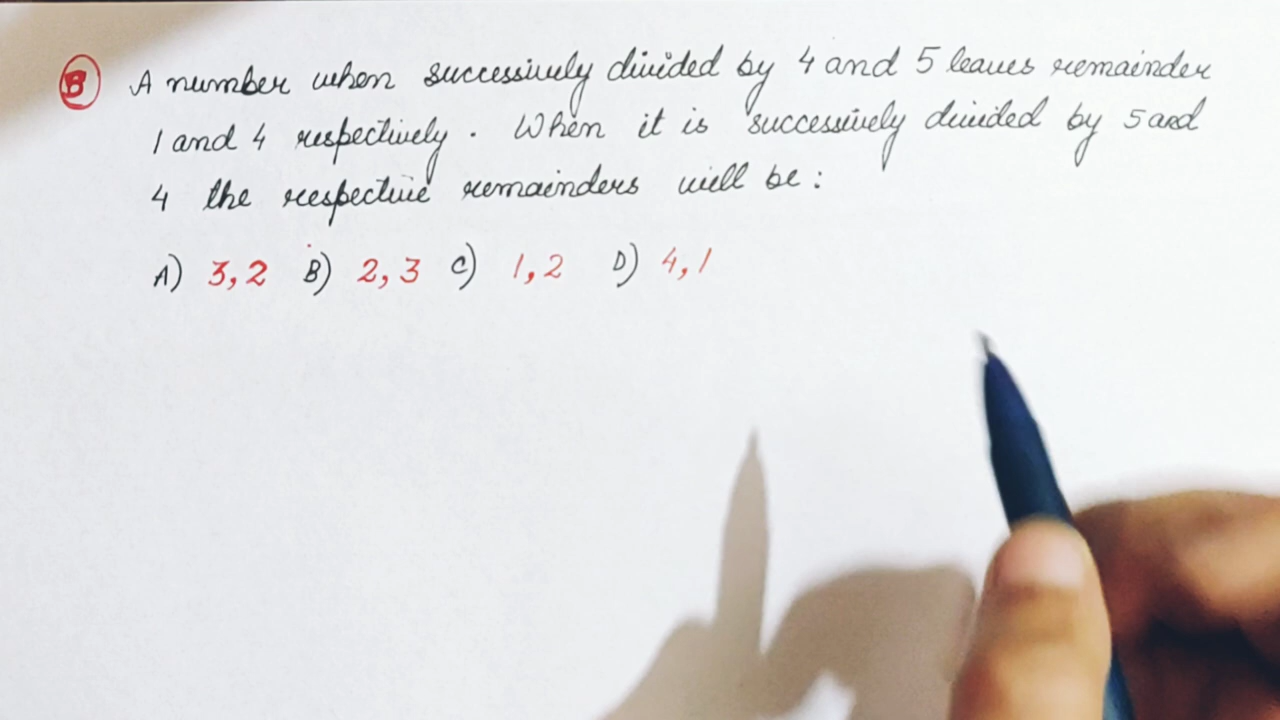 8 A number when successively divided by 4 and 5 leaves remainder
1 and 4 respectively. When it is successively divided by 5 and
4 the respective remainders will be:
A) 3,2 B) 2,3 C) 1,2 D) 4,1